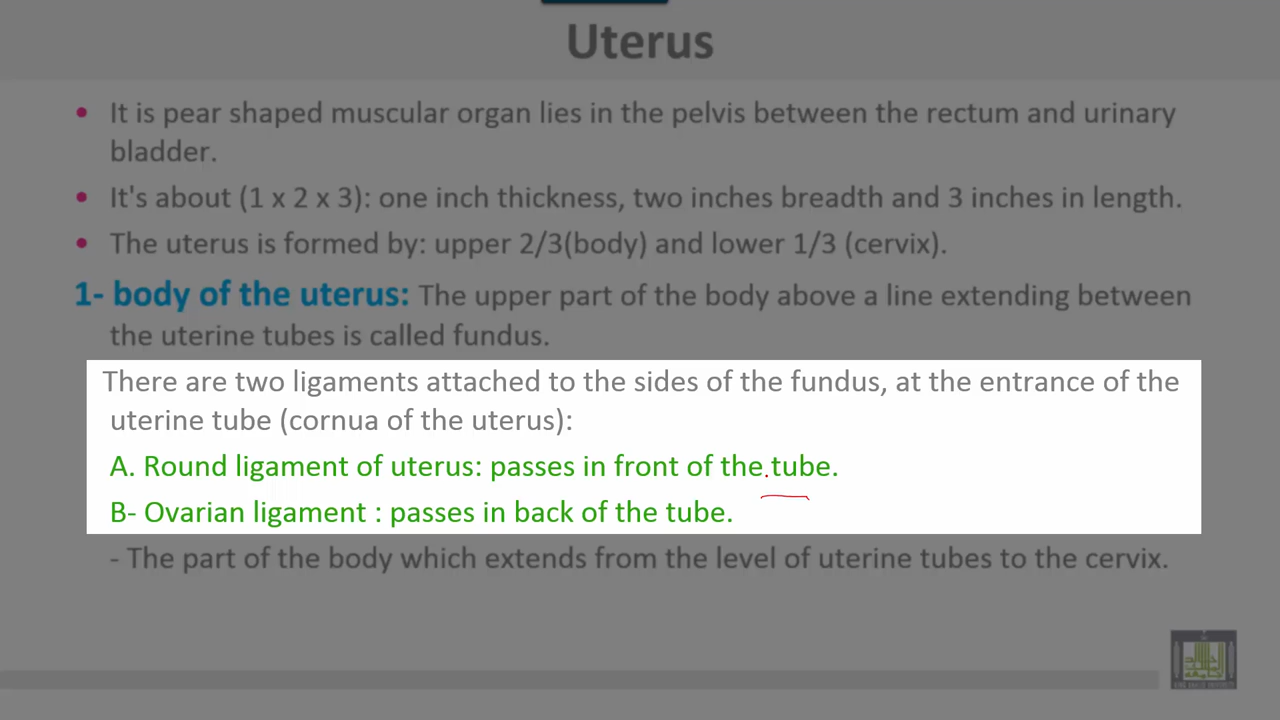 Uterus
• It is pear shaped muscular organ lies in the pelvis between the rectum and urinary
bladder.
• It's about (1 x 2 x 3): one inch thickness, two inches breadth and 3 inches in length.
• The uterus is formed by: upper 2/3(body) and lower 1/3 (cervix).
1- body of the uterus: The upper part of the body above a line extending between
the uterine tubes is called fundus.
There are two ligaments attached to the sides of the fundus, at the entrance of the
uterine tube (cornua of the uterus):
A. Round ligament of uterus: passes in front of the tube.
B- Ovarian ligament : passes in back of the tube.
- The part of the body which extends from the level of uterine tubes to the cervix.